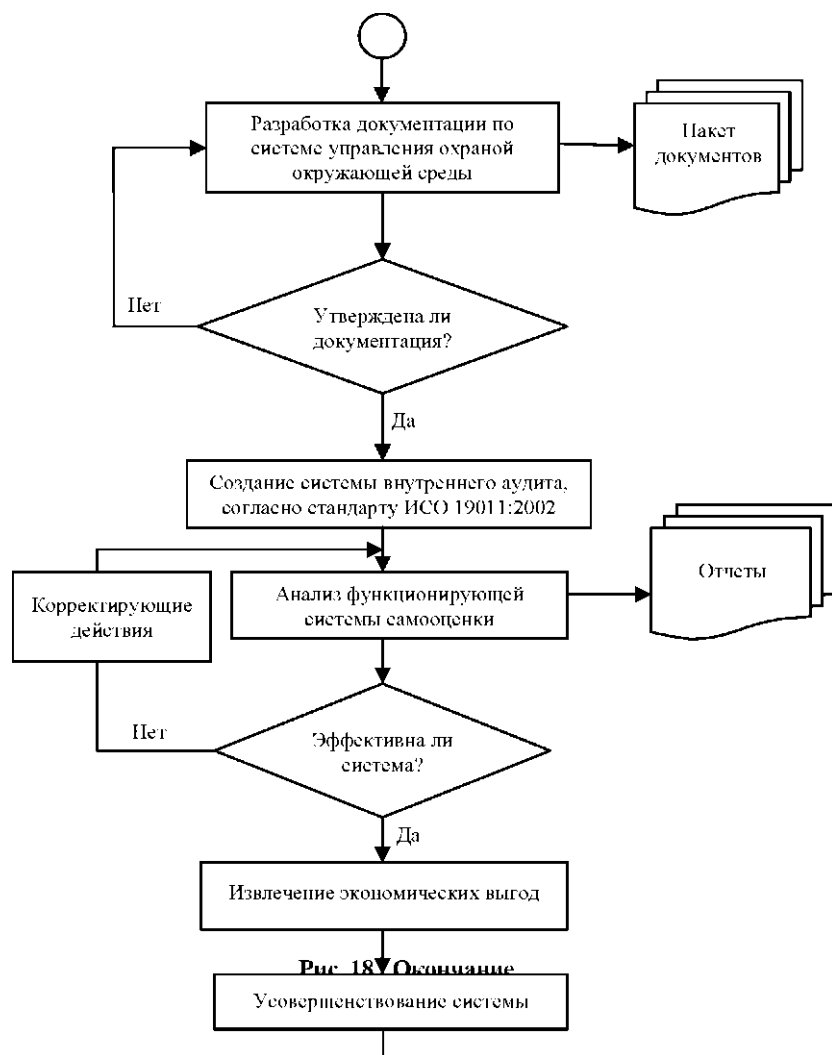 Разработка документации по
системе управления охраной
окружающей среды
Пакет
документов
Нет
Утверждена ли
документация?
Да
Создание системы внутреннего аудита,
согласно стандарту ИСО 19011:2002
Корректирующие
действия
Анализ функционирующей
системы самооценки
Отчеты
Нет
Эффективна ли
система?
Да
Извлечение экономических выгод
Рис. 18. Окончание
Усовершенствование системы